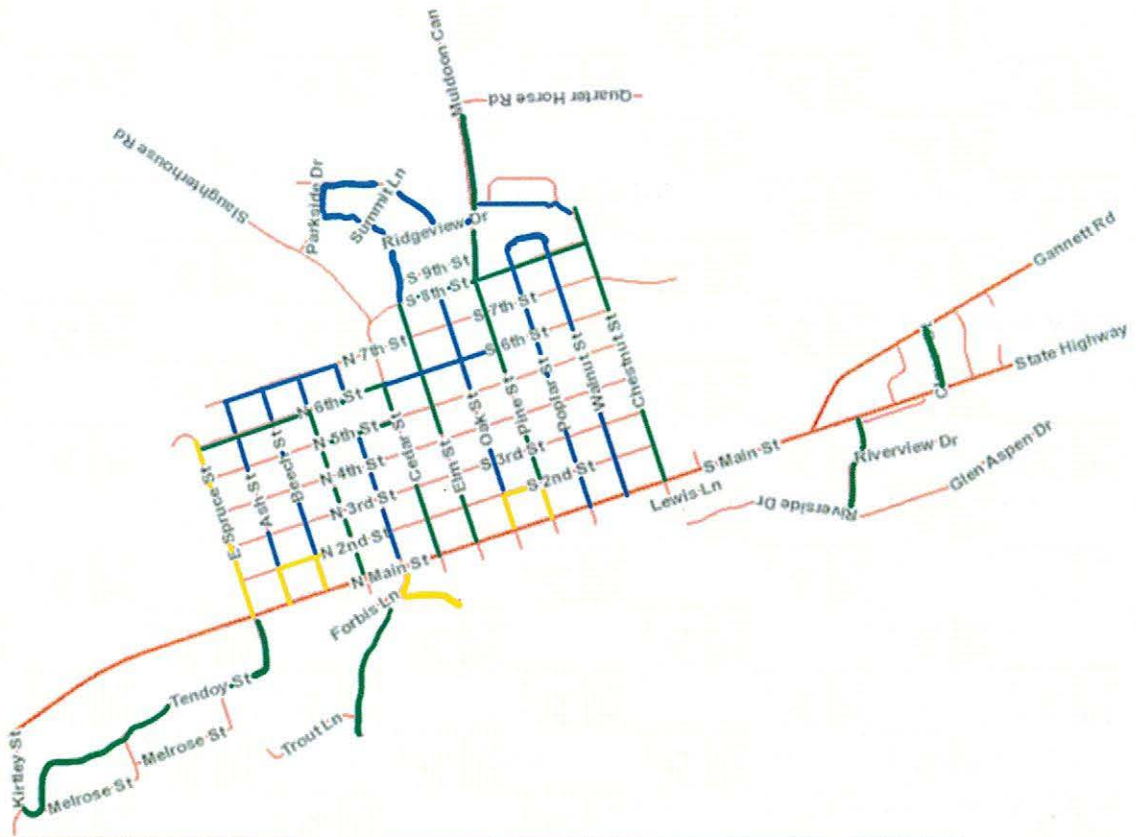 Muldoon Can
Quarter Horse Rd
Slaughterhouse Rd
Parkside Dr
Summit Ln
Ridgeview Dr
S 9th St
S 8th St
S 7th St
N 7th St
S 6th St
N 6th St
N 5th St
N 4th St
N 3rd St
N 2nd St
S 3rd St
S 2nd St
E Spruce St
Ash St
Beech St
Cedar St
Elm St
Oak St
Pine St
Poplar St
Walnut St
Chestnut St
Gannett Rd
State Highway
S Main St
Lewis Ln
Riverview Dr
Glen Aspen Dr
Riverside Dr
N Main St
Forbis Ln
Trout Ln
Tendoy St
Melrose St
Melrose St
Kirtley St